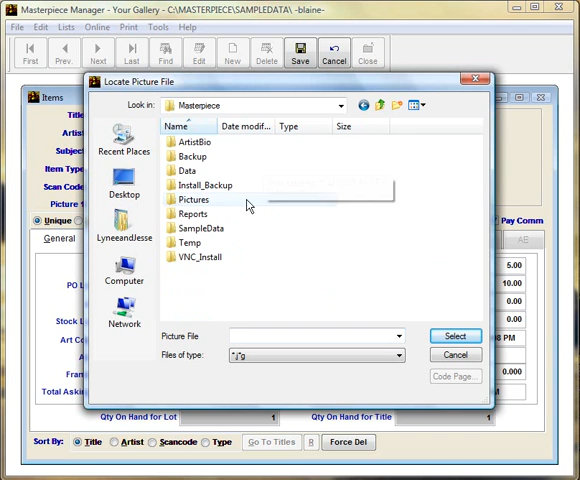 Masterpiece Manager - Your Gallery - C:\MASTERPIECE\SAMPLEDATA\ -blaine-
File Edit Lists Online Print Tools Help
First Prev. Next Last Find Edit New Delete Save Cancel Close
Items
Locate Picture File
Look in: Masterpiece
Name Date modif... Type Size
Recent Places
Desktop
LyneeandJesse
Computer
Network
ArtistBio
Backup
Data
Install_Backup
Pictures
Reports
SampleData
Temp
VNC_Install
Picture File
Select
Files of type: *.j*g
Cancel
Code Page...
Title
Artist
Subject
Item Type
Scan Code
Picture
Unique
Pay Comm
General
AE
5.00
PO L
10.00
0.00
Stock L
0.00
Art Co
PM
A
Fram
0.000
Total Asking
Qty On Hand for Lot 1 Qty On Hand for Title 1
Sort By: Title Artist Scancode Type Go To Titles R Force Del